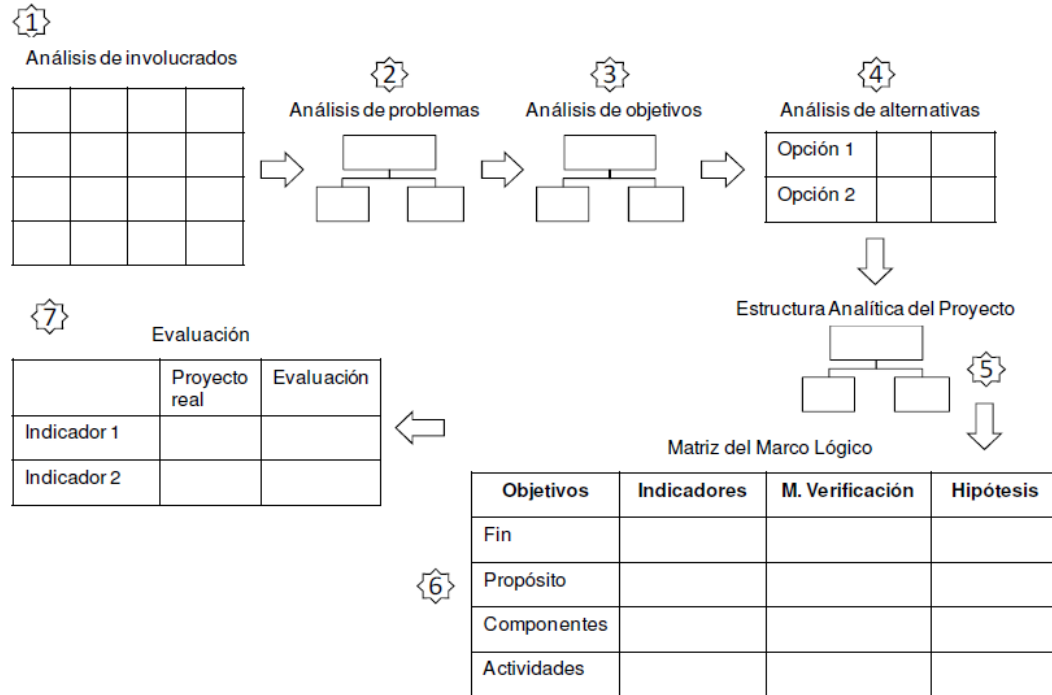 1
Análisis de involucrados
2
Análisis de problemas
3
Análisis de objetivos
4
Análisis de alternativas
Opción 1
Opción 2
Estructura Analítica del Proyecto
5
Matriz del Marco Lógico
Objetivos Indicadores M. Verificación Hipótesis
Fin
6
Propósito
Componentes
Actividades
7
Evaluación
Proyecto real Evaluación
Indicador 1
Indicador 2